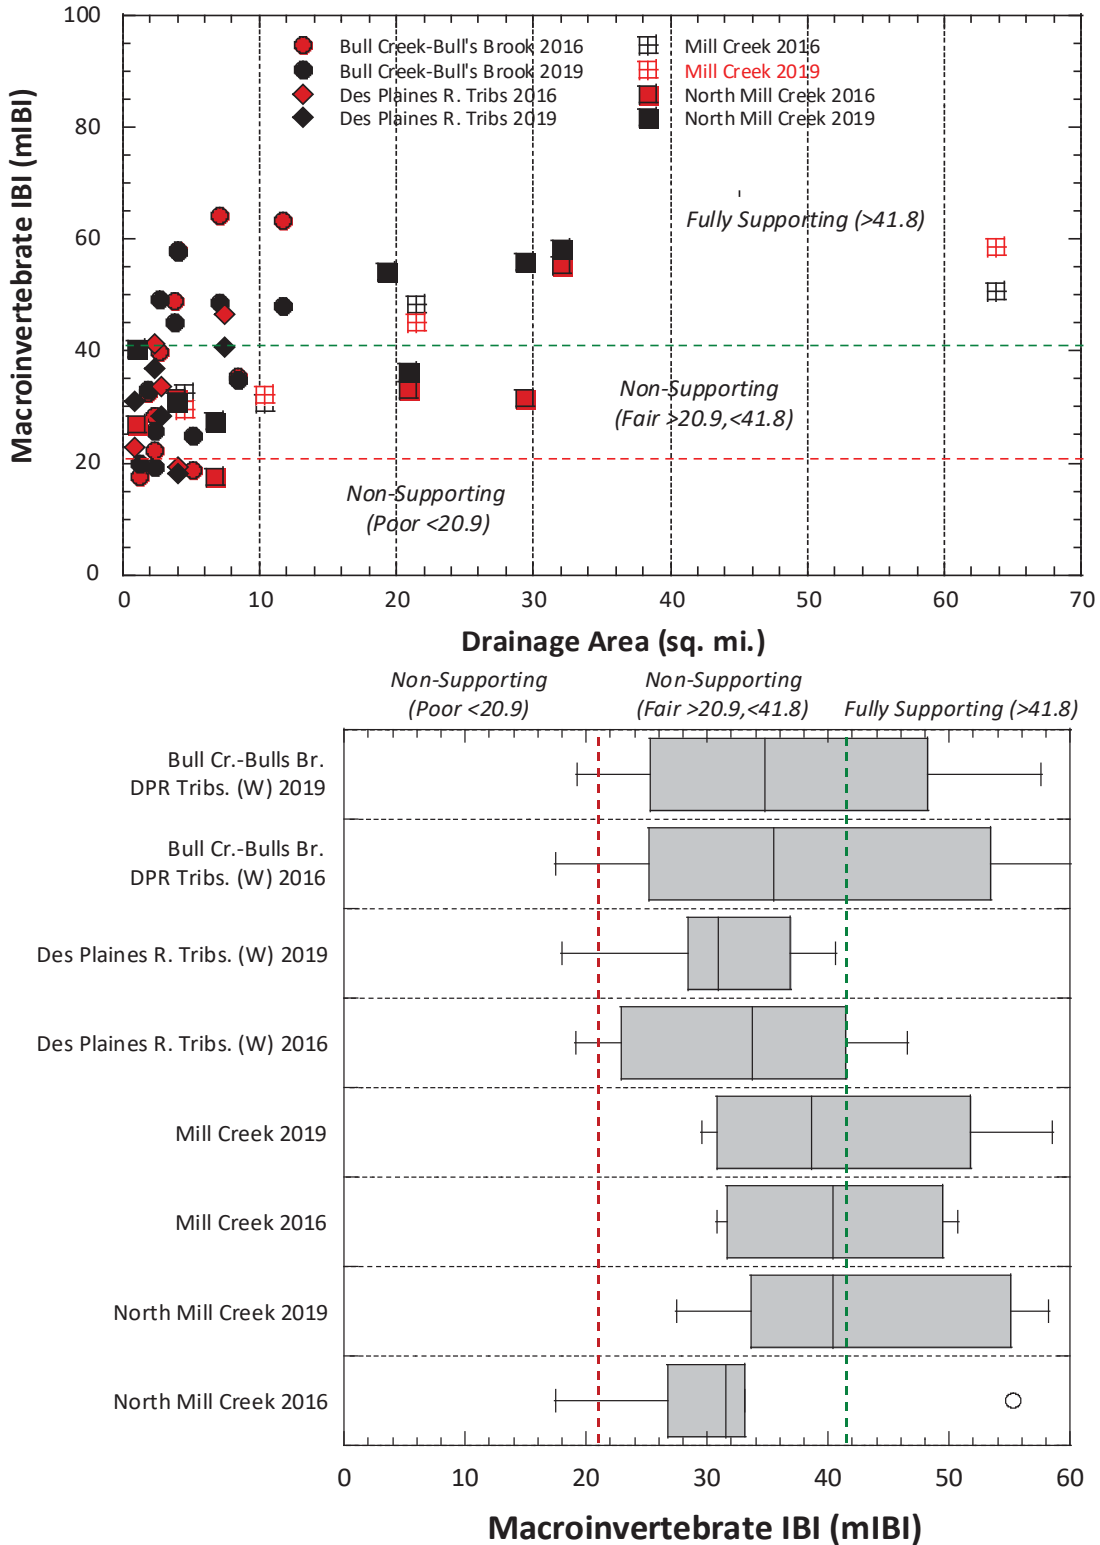 100
80
60
40
20
0
Macroinvertebrate IBI (mIBI)
Bull Creek-Bull's Brook 2016
Bull Creek-Bull's Brook 2019
Des Plaines R. Tribs 2016
Des Plaines R. Tribs 2019
Mill Creek 2016
Mill Creek 2019
North Mill Creek 2016
North Mill Creek 2019
Fully Supporting (>41.8)
Non-Supporting
(Fair >20.9,<41.8)
Non-Supporting
(Poor <20.9)
0 10 20 30 40 50 60 70
Drainage Area (sq. mi.)
Non-Supporting
(Poor <20.9)
Non-Supporting
(Fair >20.9,<41.8)
Fully Supporting (>41.8)
Bull Cr.-Bulls Br.
DPR Tribs. (W) 2019
Bull Cr.-Bulls Br.
DPR Tribs. (W) 2016
Des Plaines R. Tribs. (W) 2019
Des Plaines R. Tribs. (W) 2016
Mill Creek 2019
Mill Creek 2016
North Mill Creek 2019
North Mill Creek 2016
0 10 20 30 40 50 60
Macroinvertebrate IBI (mIBI)